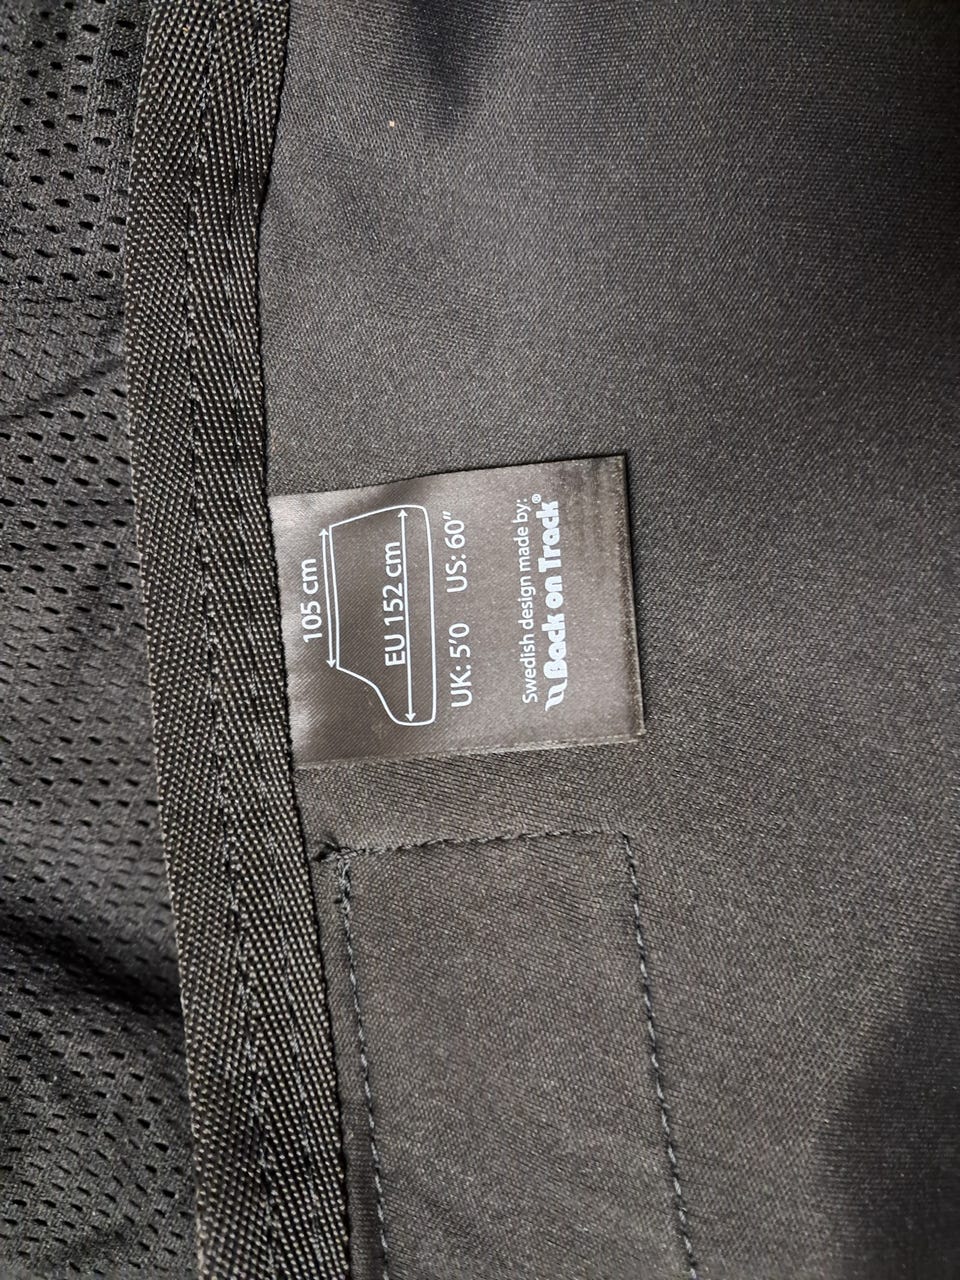 105 cm
EU 152 cm
UK: 5'0 US: 60"
Swedish design made by:
Back on Track®